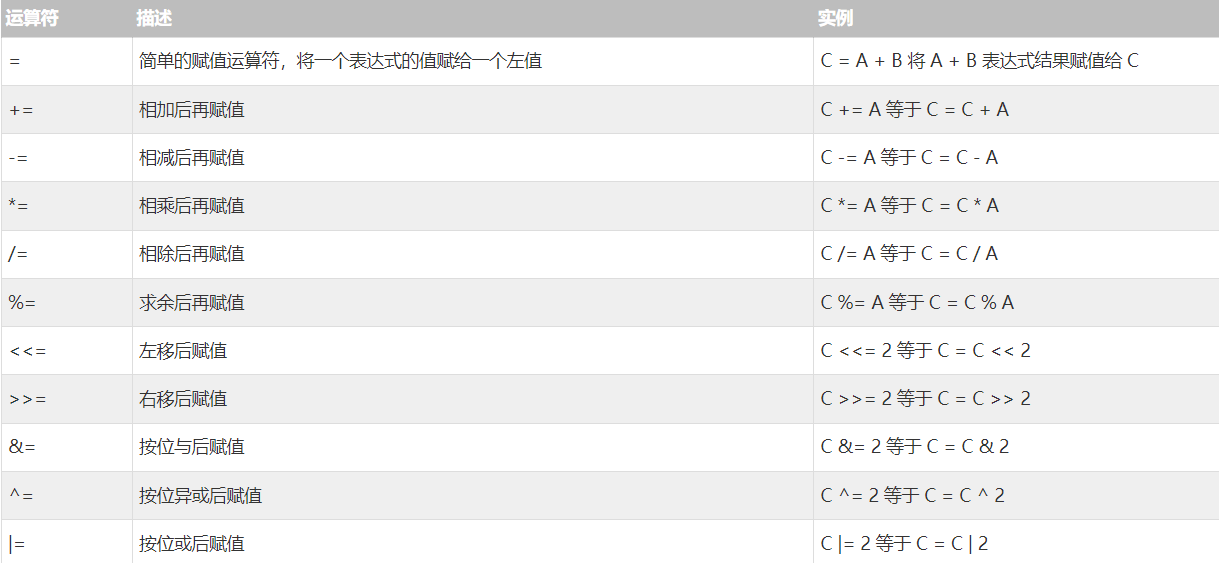 运算符 描述 实例
= 简单的赋值运算符，将一个表达式的值赋给一个左值 C = A + B 将 A + B 表达式结果赋值给 C
+= 相加后再赋值 C += A 等于 C = C + A
-= 相减后再赋值 C -= A 等于 C = C - A
*= 相乘后再赋值 C *= A 等于 C = C * A
/= 相除后再赋值 C /= A 等于 C = C / A
%= 求余后再赋值 C %= A 等于 C = C % A
<<= 左移后赋值 C <<= 2 等于 C = C << 2
>>= 右移后赋值 C >>= 2 等于 C = C >> 2
&= 按位与后赋值 C &= 2 等于 C = C & 2
^= 按位异或后赋值 C ^= 2 等于 C = C ^ 2
|= 按位或后赋值 C |= 2 等于 C = C | 2